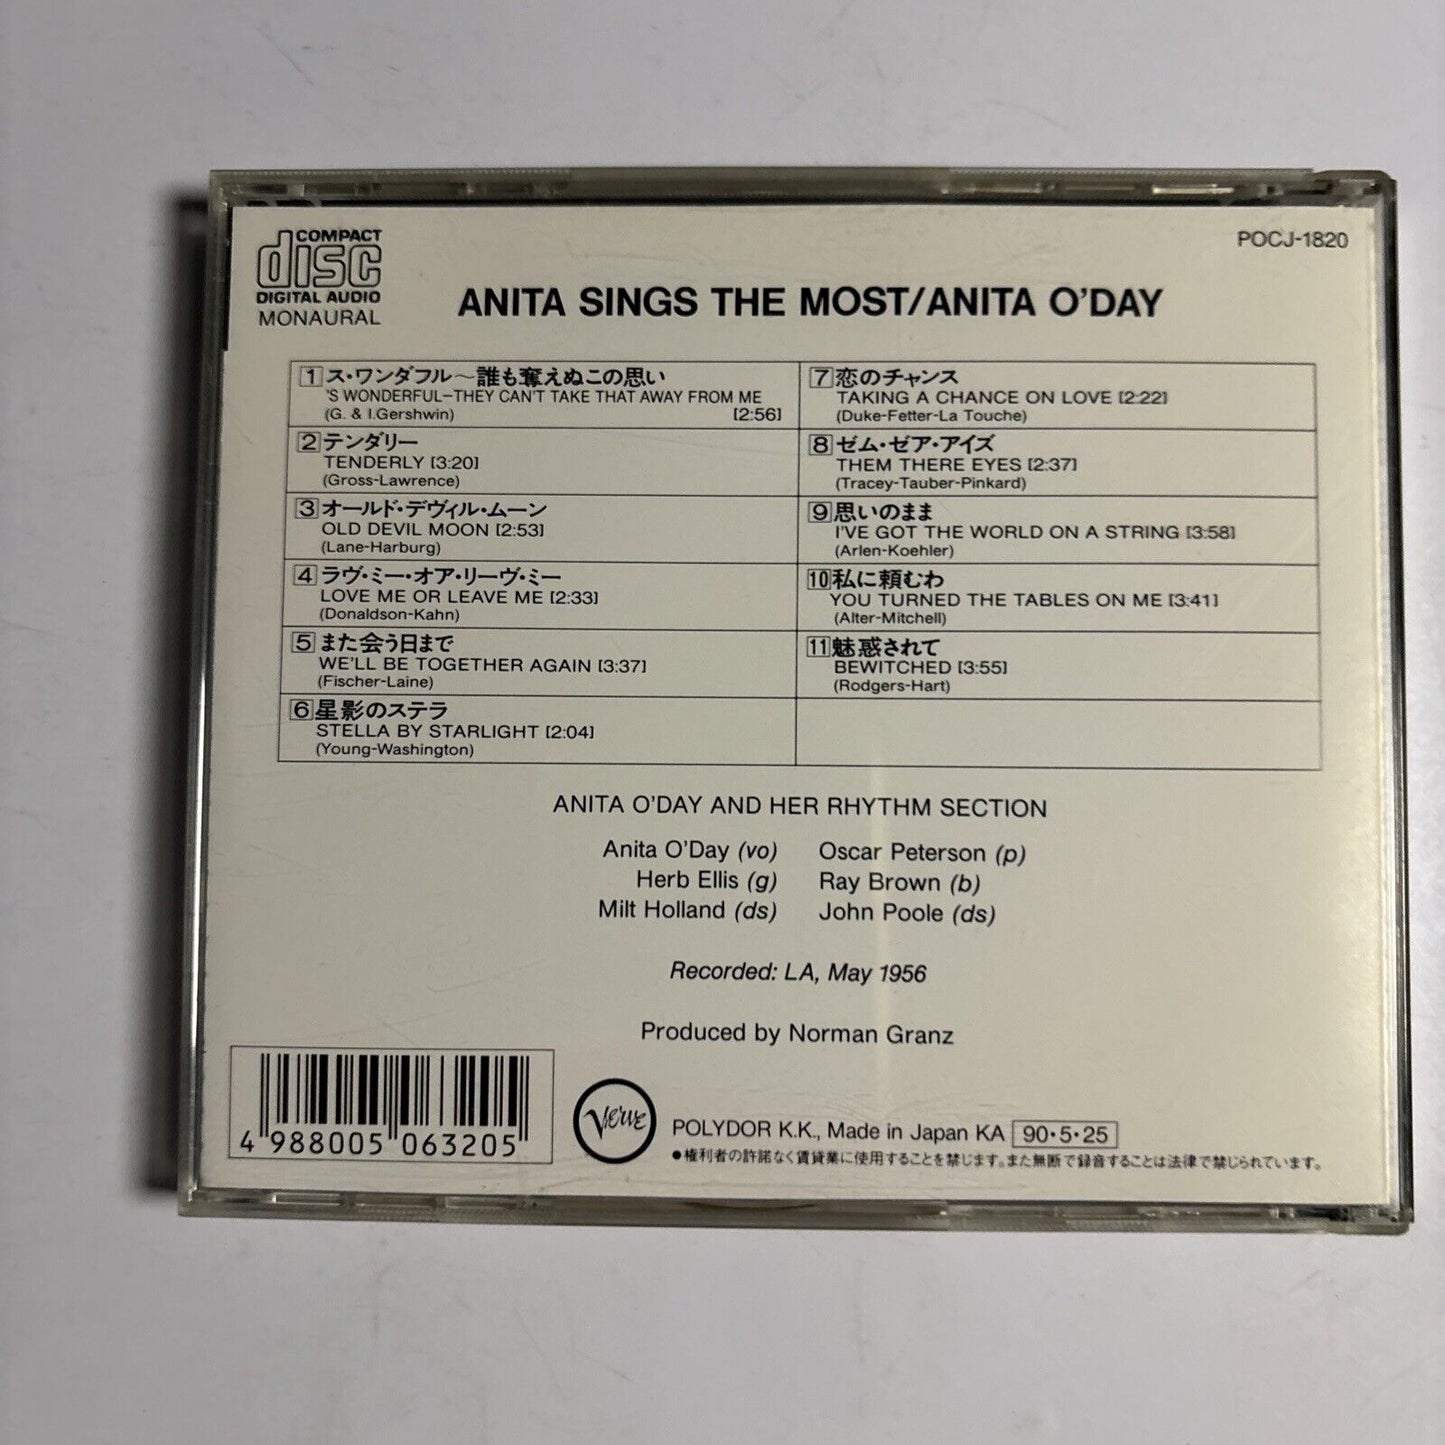 COMPACT
disc
DIGITAL AUDIO
MONAURAL
POCJ-1820
ANITA SINGS THE MOST/ANITA O'DAY
1 ス・ワンダフル〜誰も奪えぬこの思い
'S WONDERFUL-THEY CAN'T TAKE THAT AWAY FROM ME
(G. & I.Gershwin) [2:56]
2 テンダリー
TENDERLY [3:20]
(Gross-Lawrence)
3 オールド・デヴィル・ムーン
OLD DEVIL MOON [2:53]
(Lane-Harburg)
4 ラヴ・ミー・オア・リーヴ・ミー
LOVE ME OR LEAVE ME [2:33]
(Donaldson-Kahn)
5 また会う日まで
WE'LL BE TOGETHER AGAIN [3:37]
(Fischer-Laine)
6 星影のステラ
STELLA BY STARLIGHT [2:04]
(Young-Washington)
7 恋のチャンス
TAKING A CHANCE ON LOVE [2:22]
(Duke-Fetter-La Touche)
8 ゼム・ゼア・アイズ
THEM THERE EYES [2:37]
(Tracey-Tauber-Pinkard)
9 思いのまま
I'VE GOT THE WORLD ON A STRING [3:58]
(Arlen-Koehler)
10 私に頼むわ
YOU TURNED THE TABLES ON ME [3:41]
(Alter-Mitchell)
11 魅惑されて
BEWITCHED [3:55]
(Rodgers-Hart)
ANITA O'DAY AND HER RHYTHM SECTION
Anita O'Day (vo) Oscar Peterson (p)
Herb Ellis (g) Ray Brown (b)
Milt Holland (ds) John Poole (ds)
Recorded: LA, May 1956
Produced by Norman Granz
4 988005 063205
Verve
POLYDOR K.K., Made in Japan KA 90・5・25
●権利者の許諾なく賃貸業に使用することを禁じます。また無断で録音することは法律で禁じられています。